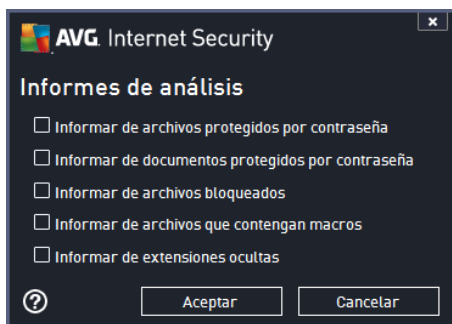 AVG. Internet Security
Informes de análisis
Informar de archivos protegidos por contraseña
Informar de documentos protegidos por contraseña
Informar de archivos bloqueados
Informar de archivos que contengan macros
Informar de extensiones ocultas
? Aceptar Cancelar